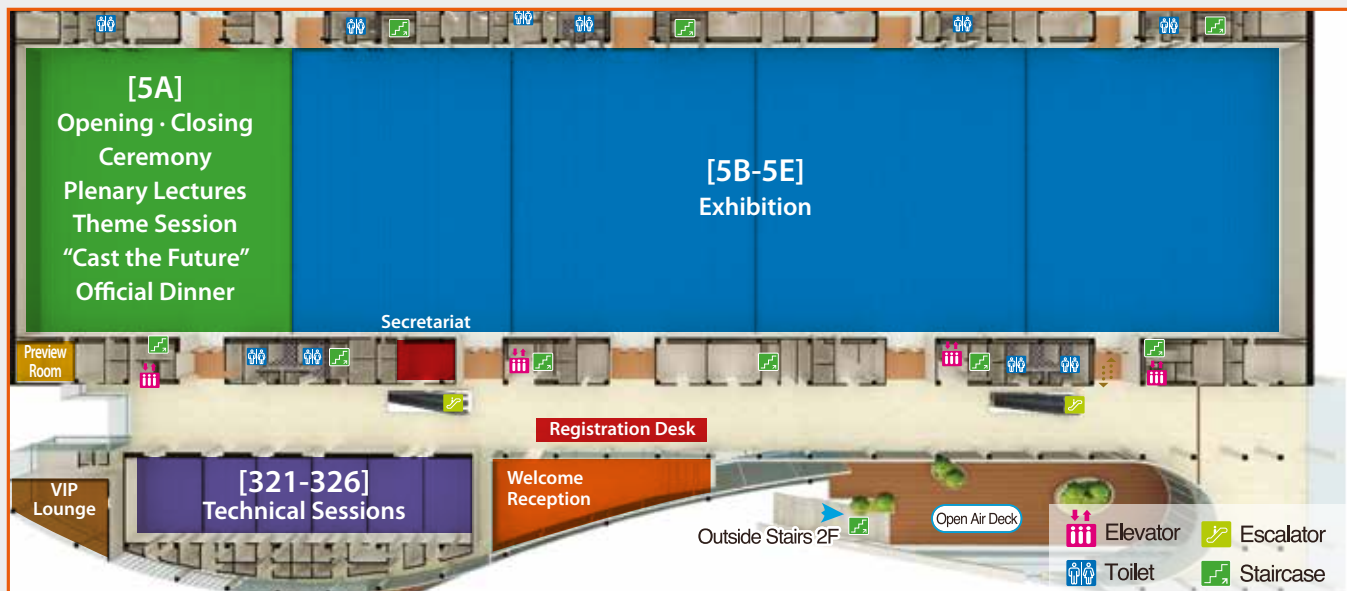 [5A]
Opening · Closing
Ceremony
Plenary Lectures
Theme Session
“Cast the Future”
Official Dinner
[5B-5E]
Exhibition
Secretariat
Preview
Room
Registration Desk
[321-326]
Technical Sessions
Welcome
Reception
VIP
Lounge
Outside Stairs 2F
Open Air Deck
Elevator
Escalator
Toilet
Staircase